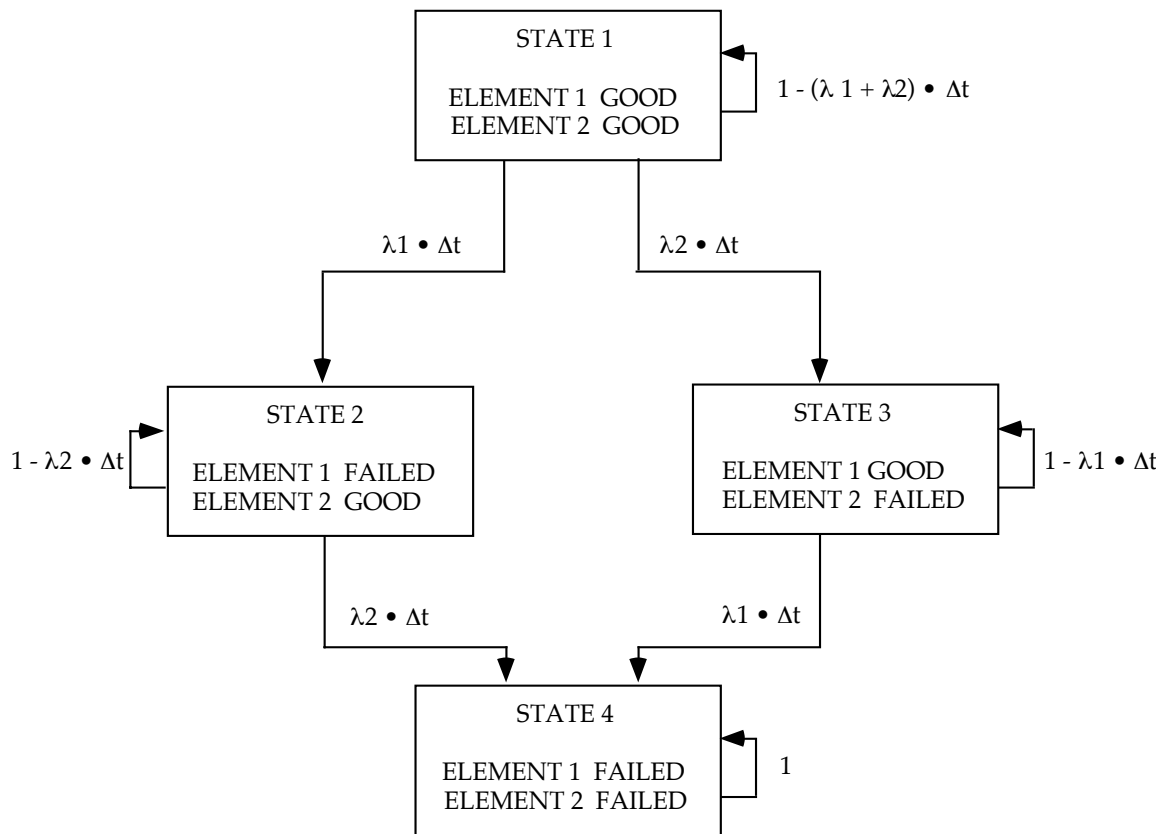 STATE 1
ELEMENT 1 GOOD
ELEMENT 2 GOOD
1 - (λ 1 + λ2) • Δt
λ1 • Δt
λ2 • Δt
STATE 2
ELEMENT 1 FAILED
ELEMENT 2 GOOD
1 - λ2 • Δt
STATE 3
ELEMENT 1 GOOD
ELEMENT 2 FAILED
1 - λ1 • Δt
λ2 • Δt
λ1 • Δt
STATE 4
ELEMENT 1 FAILED
ELEMENT 2 FAILED
1